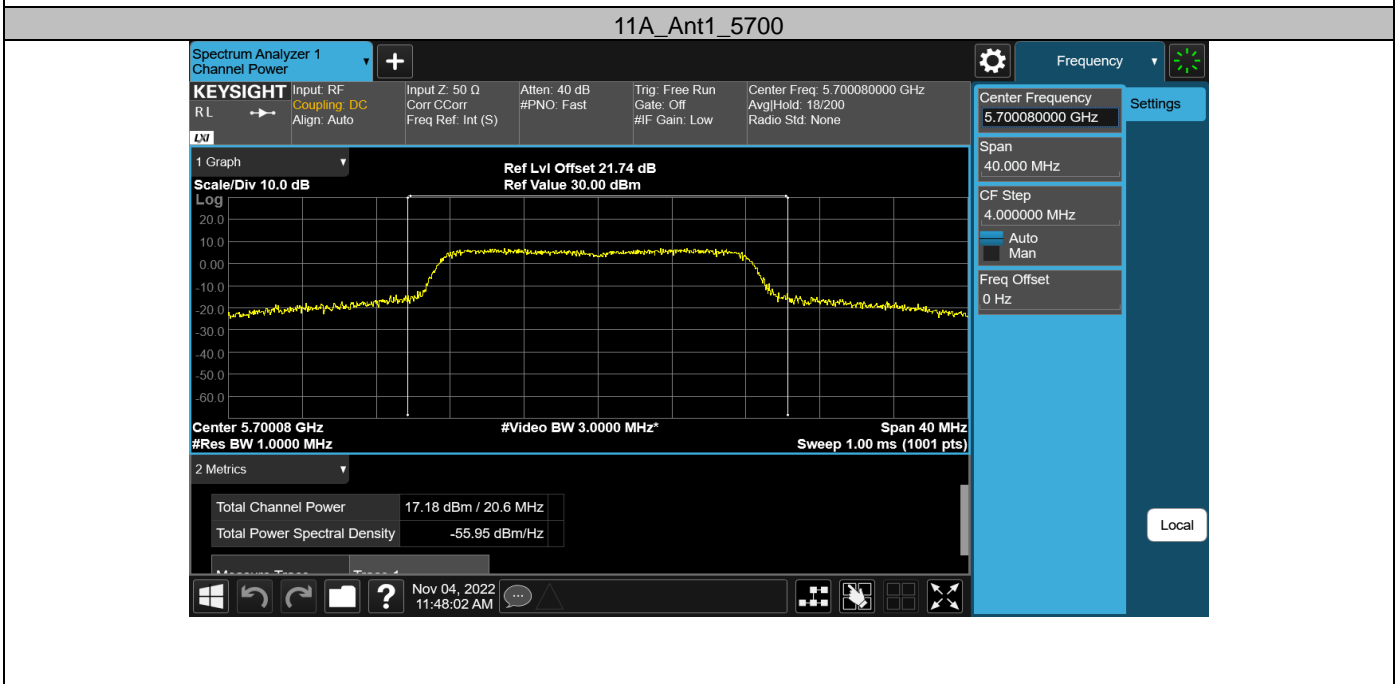 11A_Ant1_5700
Spectrum Analyzer 1
Channel Power
Frequency
KEYSIGHT
R L
LXI
Input: RF
Coupling: DC
Align: Auto
Input Z: 50 Ω
Corr CCorr
Freq Ref: Int (S)
Atten: 40 dB
#PNO: Fast
Trig: Free Run
Gate: Off
#IF Gain: Low
Center Freq: 5.700080000 GHz
Avg|Hold: 18/200
Radio Std: None
1 Graph
Scale/Div 10.0 dB
Ref Lvl Offset 21.74 dB
Ref Value 30.00 dBm
Log
20.0
10.0
0.00
-10.0
-20.0
-30.0
-40.0
-50.0
-60.0
Center 5.70008 GHz
#Res BW 1.0000 MHz
#Video BW 3.0000 MHz*
Span 40 MHz
Sweep 1.00 ms (1001 pts)
2 Metrics
Total Channel Power 17.18 dBm / 20.6 MHz
Total Power Spectral Density -55.95 dBm/Hz
Measure Trace Trace 1
Nov 04, 2022
11:48:02 AM
Center Frequency
5.700080000 GHz
Span
40.000 MHz
CF Step
4.000000 MHz
Auto
Man
Freq Offset
0 Hz
Settings
Local